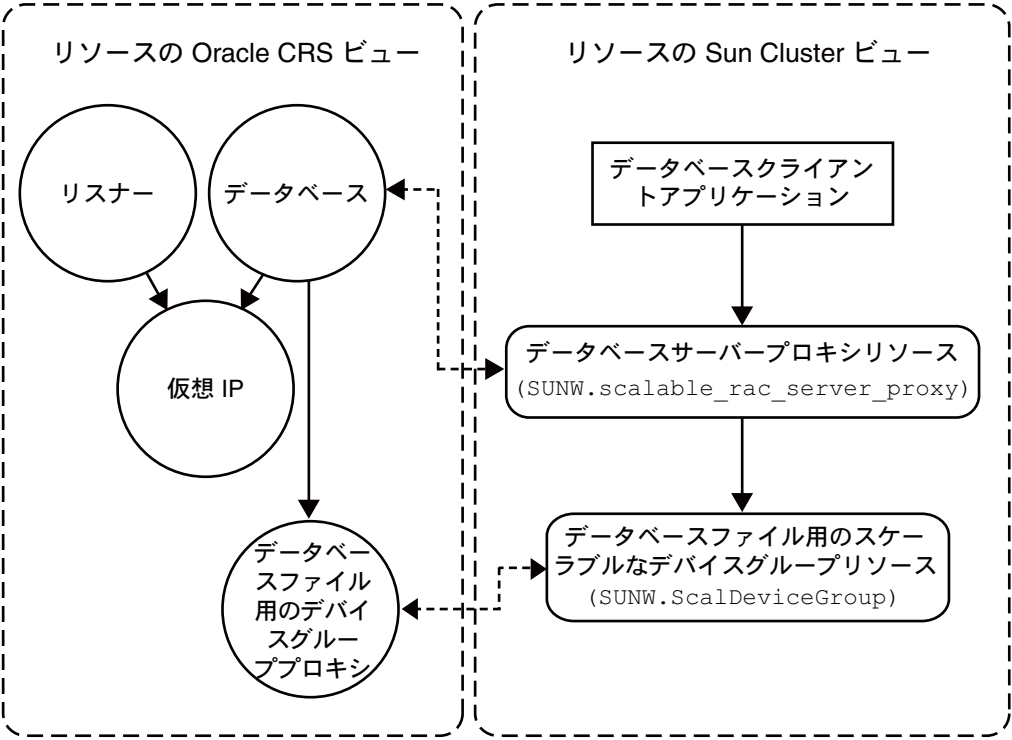 リソースの Oracle CRS ビュー
リスナー
データベース
仮想 IP
データベー
スファイル
用のデバイ
スグルー
ププロキシ
リソースの Sun Cluster ビュー
データベースクライアン
トアプリケーション
データベースサーバープロキシリソース
(SUNW.scalable_rac_server_proxy)
データベースファイル用のスケー
ラブルなデバイスグループリソース
(SUNW.ScalDeviceGroup)